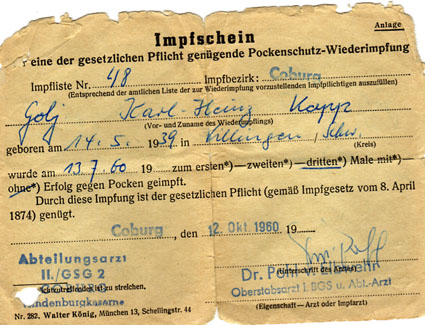 Anlage
Impfschein
r eine der gesetzlichen Pflicht genügende Pockenschutz-Wiederimpfung
Impfliste Nr. 48 Impfbezirk: Coburg
(Entsprechend der amtlichen Liste der zur Wiederimpfung vorzustellenden Impfpflichtigen auszufüllen)
Karl-Heinz Kopp
(Vor- und Zuname des Wiederimpflings)
geboren am 14. 5. 1939 in Villingen / Schw.
(Kreis)
wurde am 13. 7. 60 19 zum ersten*)—zweiten*)—dritten*) Male mit*)—
ohne*) Erfolg gegen Pocken geimpft.
Durch diese Impfung ist der gesetzlichen Pflicht (gemäß Impfgesetz vom 8. April
1874) genügt.
Coburg, den 12. Okt. 1960 19
Abteilungsarzt
II./GSG 2
zu streichen.
(Unterschrift des Arztes)
Dr.
Oberstabsarzt i. BGS u. Abt.-Arzt
(Eigenschaft—Arzt oder Impfarzt)
Nr. 282. Walter König, München 13, Schellingstr. 44